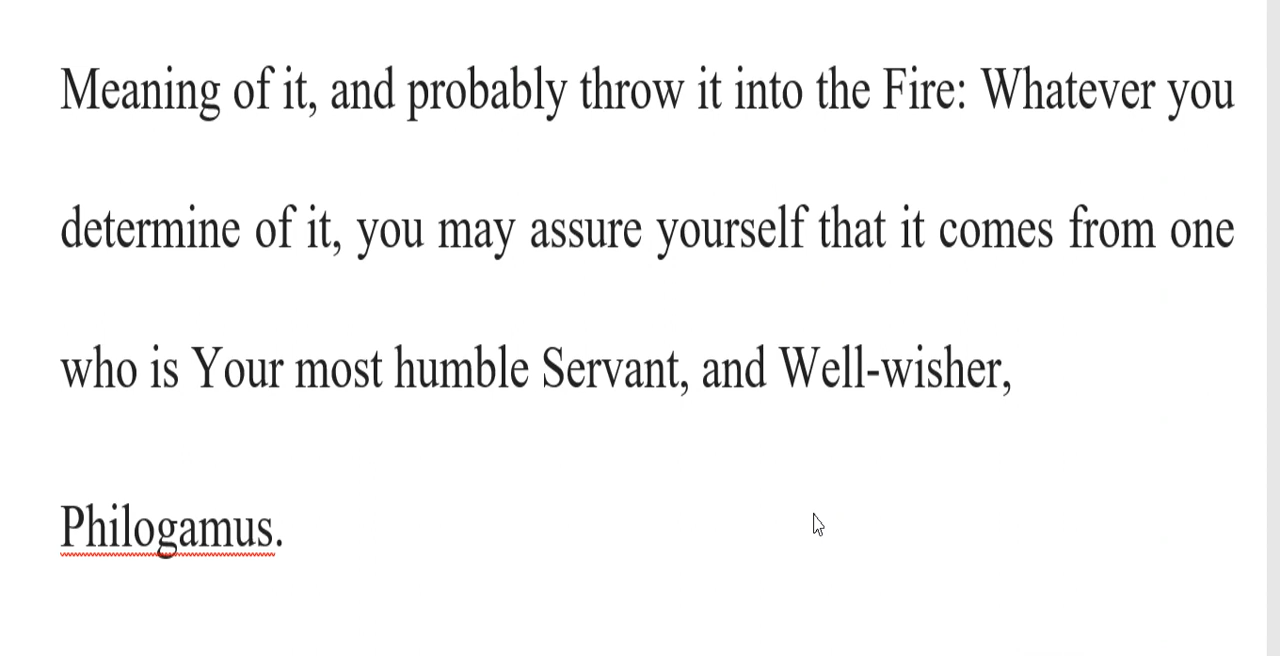 Meaning of it, and probably throw it into the Fire: Whatever you
determine of it, you may assure yourself that it comes from one
who is Your most humble Servant, and Well-wisher,
Philogamus.